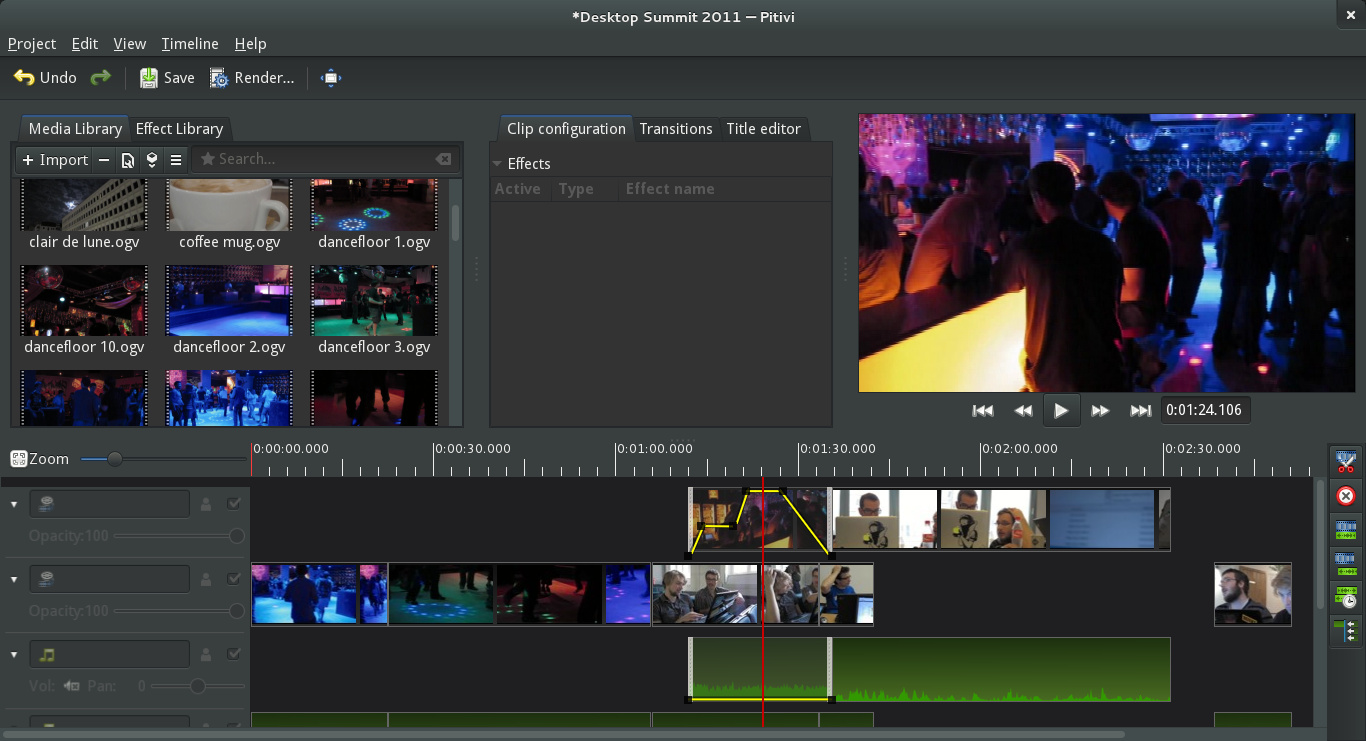 *Desktop Summit 2011 — Pitivi
Project Edit View Timeline Help
Undo Save Render...
Media Library Effect Library
Import Search...
clair de lune.ogv coffee mug.ogv dancefloor 1.ogv
dancefloor 10.ogv dancefloor 2.ogv dancefloor 3.ogv
Clip configuration Transitions Title editor
Effects
Active Type Effect name
0:01:24.106
Zoom
0:00:00.000 0:00:30.000 0:01:00.000 0:01:30.000 0:02:00.000 0:02:30.000
Opacity:100
Opacity:100
Vol: Pan: 0